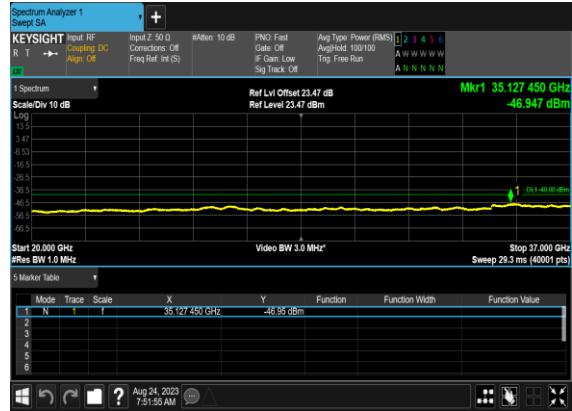 Spectrum Analyzer 1
Swept SA
+
KEYSIGHT Input: RF Input Z: 50 Ω #Atten: 10 dB PNO: Fast Avg Type: Power (RMS) 1 2 3 4 5 6
R T Coupling: DC Corrections: Off Gate: Off Avg|Hold: 100/100 A W W W W W
Align: Off Freq Ref: Int (S) IF Gain: Low Trig: Free Run
Sig Track: Off A N N N N N
1 Spectrum Ref Lvl Offset 23.47 dB Mkr1 35.127 450 GHz
Scale/Div 10 dB Ref Level 23.47 dBm -46.947 dBm
Log
13.5
3.47
-6.53
-16.5
-26.5
-36.5 1 DL1 -40.00 dBm
-46.5
-56.5
-66.5
Start 20.000 GHz Video BW 3.0 MHz* Stop 37.000 GHz
#Res BW 1.0 MHz Sweep 29.3 ms (40001 pts)
5 Marker Table
Mode Trace Scale X Y Function Function Width Function Value
1 N 1 f 35.127 450 GHz -46.95 dBm
2
3
4
5
6
? Aug 24, 2023
7:51:55 AM